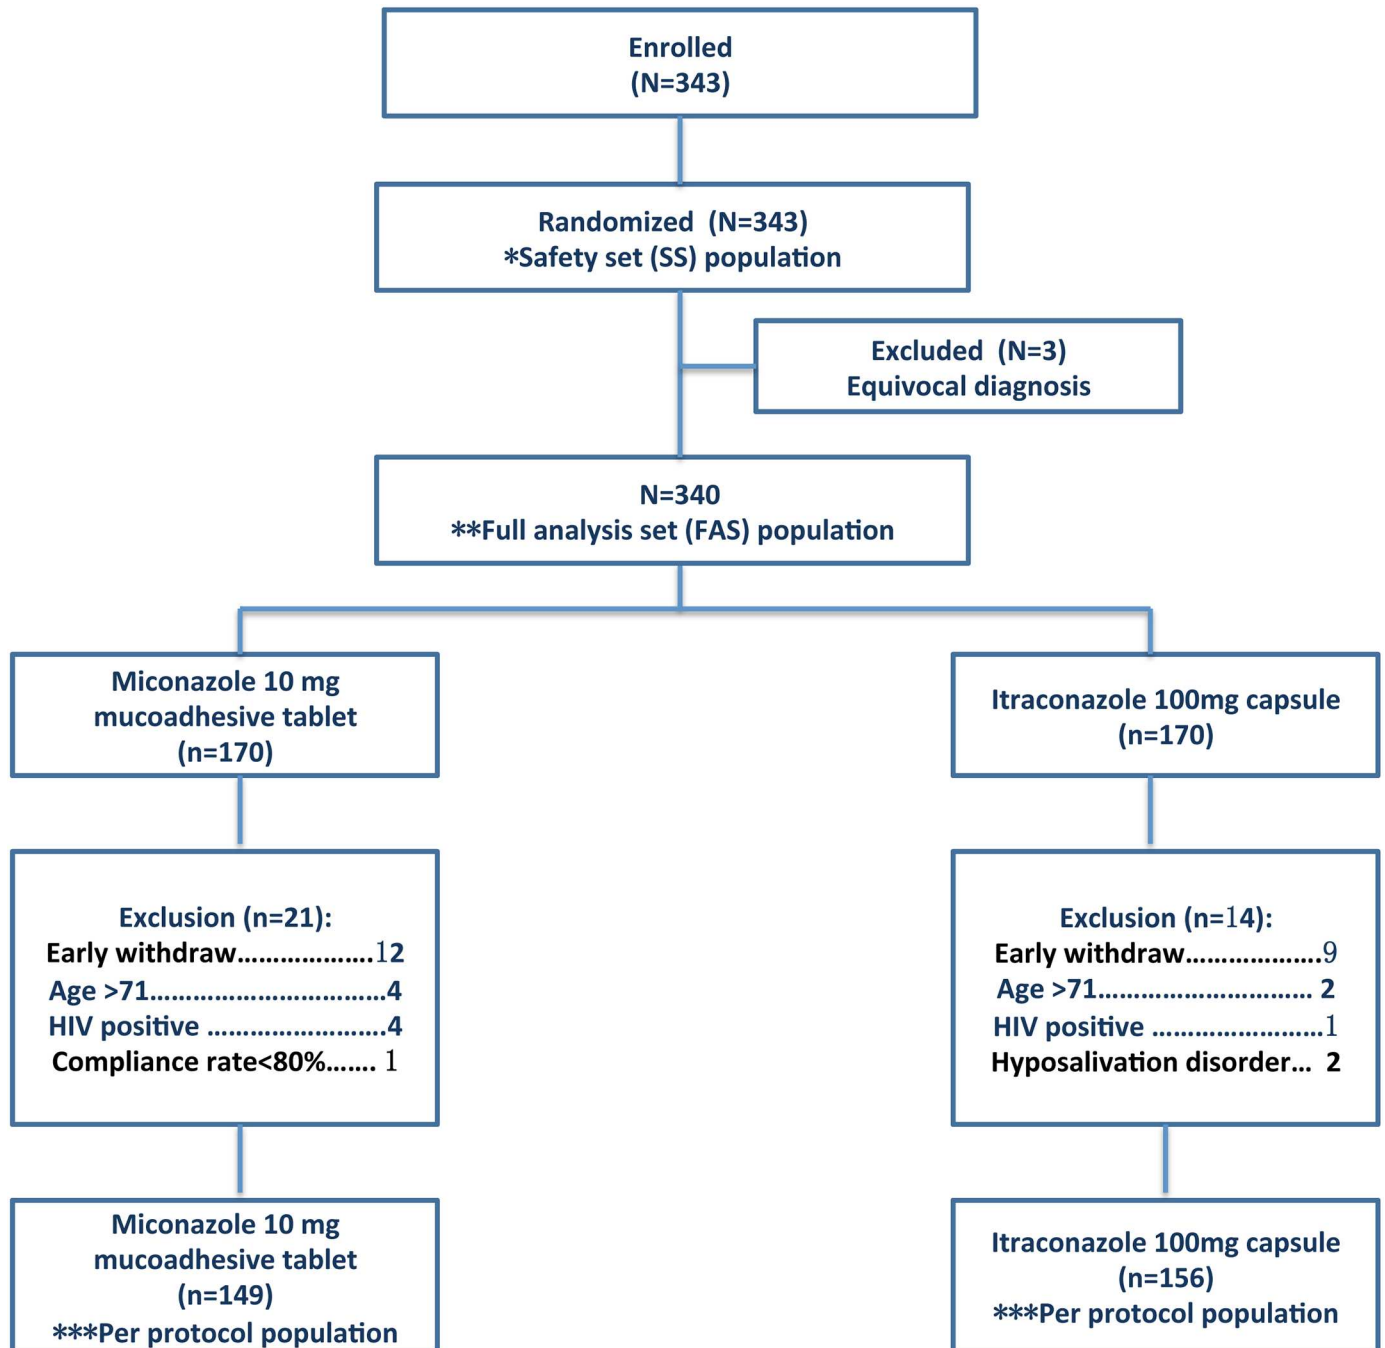 Enrolled
(N=343)
Randomized  (N=343)
*Safety set (SS) population
Excluded  (N=3)
Equivocal diagnosis
N=340
**Full analysis set (FAS) population
Miconazole 10 mg
mucoadhesive tablet
(n=170)
Itraconazole 100mg capsule
(n=170)
Exclusion (n=21):
Early withdraw...................12
Age >71.................................4
HIV positive .........................4
Compliance rate<80%....... 1
Exclusion (n=14):
Early withdraw...................9
Age >71.............................. 2
HIV positive ........................1
Hyposalivation disorder... 2
Miconazole 10 mg
mucoadhesive tablet
(n=149)
***Per protocol population
Itraconazole 100mg capsule
(n=156)
***Per protocol population